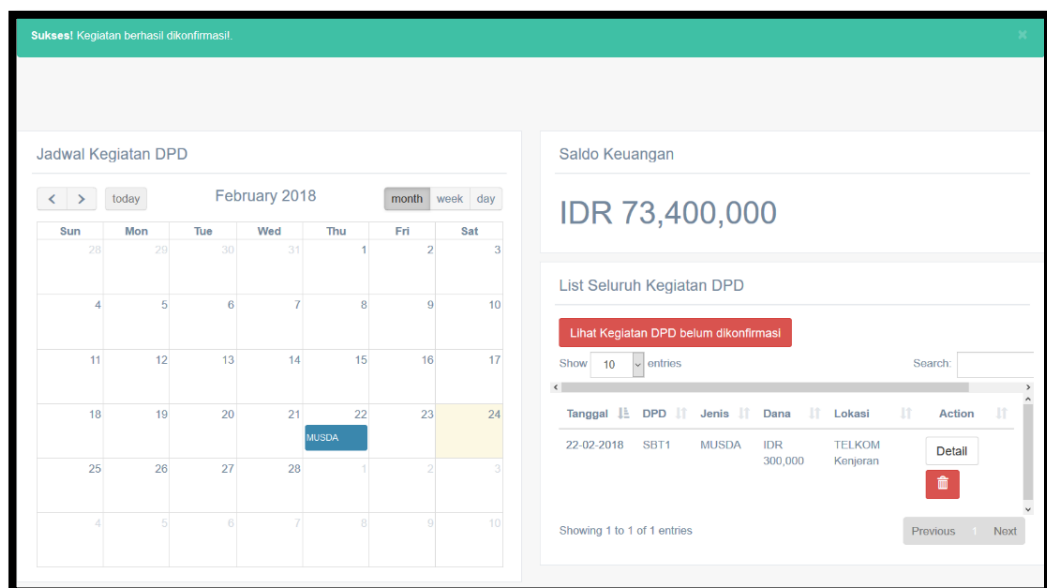 Sukses! Kegiatan berhasil dikonfirmasi!.
×
Jadwal Kegiatan DPD
< > today February 2018 month week day
Sun Mon Tue Wed Thu Fri Sat
28 29 30 31 1 2 3
4 5 6 7 8 9 10
11 12 13 14 15 16 17
18 19 20 21 22 23 24
MUSDA
25 26 27 28 1 2 3
4 5 6 7 8 9 10
Saldo Keuangan
IDR 73,400,000
List Seluruh Kegiatan DPD
Lihat Kegiatan DPD belum dikonfirmasi
Show 10 entries Search:
Tanggal DPD Jenis Dana Lokasi Action
22-02-2018 SBT1 MUSDA IDR TELKOM Detail
300,000 Kenjeran
Showing 1 to 1 of 1 entries Previous 1 Next